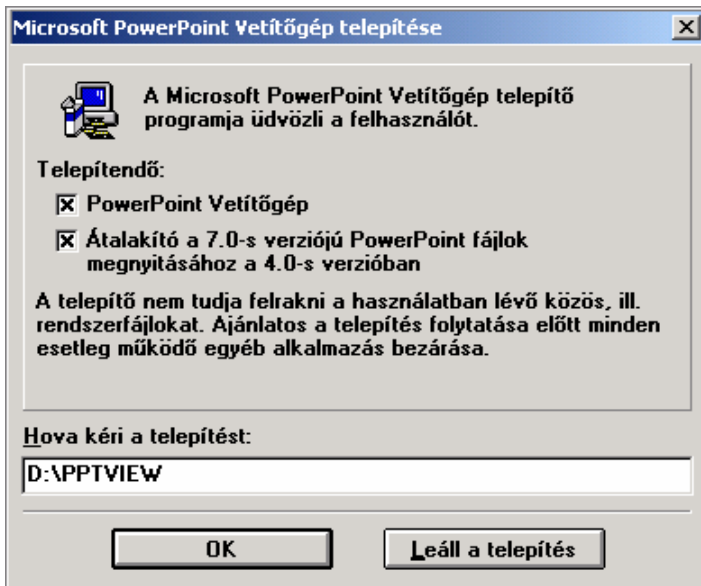 Microsoft PowerPoint Vetítőgép telepítése
A Microsoft PowerPoint Vetítőgép telepítő
programja üdvözli a felhasználót.
Telepítendő:
PowerPoint Vetítőgép
Átalakító a 7.0-s verziójú PowerPoint fájlok
megnyitásához a 4.0-s verzióban
A telepítő nem tudja felrakni a használatban lévő közös, ill.
rendszerfájlokat. Ajánlatos a telepítés folytatása előtt minden
esetleg működő egyéb alkalmazás bezárása.
Hova kéri a telepítést:
D:\PPTVIEW
OK
Leáll a telepítés